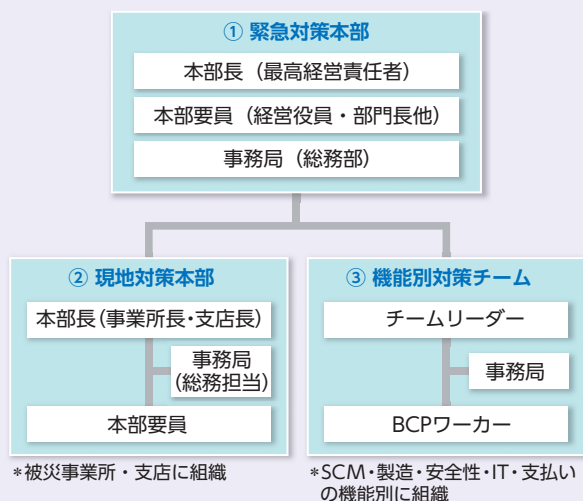 ① 緊急対策本部
本部長（最高経営責任者）
本部要員（経営役員・部門長他）
事務局（総務部）
② 現地対策本部
本部長（事業所長・支店長）
事務局
（総務担当）
本部要員
*被災事業所・支店に組織
③ 機能別対策チーム
チームリーダー
事務局
BCPワーカー
*SCM・製造・安全性・IT・支払い
の機能別に組織